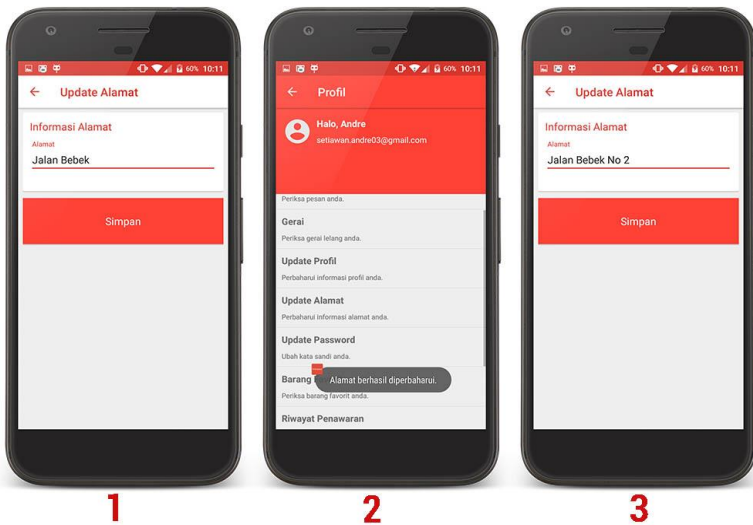 60% 10:11
Update Alamat
Informasi Alamat
Alamat
Jalan Bebek
Simpan
1
60% 10:11
Profil
Halo, Andre
setiawan.andre03@gmail.com
Periksa pesan anda.
Gerai
Periksa gerai lelang anda.
Update Profil
Perbaharui informasi profil anda.
Update Alamat
Perbaharui informasi alamat anda.
Update Password
Ubah kata sandi anda.
Barang
Alamat berhasil diperbaharui.
Periksa barang favorit anda.
Riwayat Penawaran
2
60% 10:11
Update Alamat
Informasi Alamat
Alamat
Jalan Bebek No 2
Simpan
3